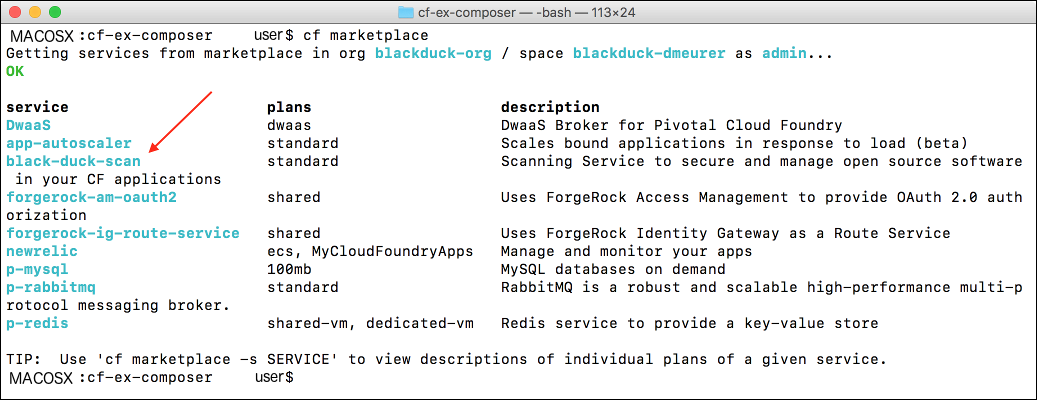 cf-ex-composer — -bash — 113×24
MACOSX :cf-ex-composer user$ cf marketplace
Getting services from marketplace in org blackduck-org / space blackduck-dmeurer as admin...
OK
service plans description
DwaaS dwaas DwaaS Broker for Pivotal Cloud Foundry
app-autoscaler standard Scales bound applications in response to load (beta)
black-duck-scan standard Scanning Service to secure and manage open source software
in your CF applications
forgerock-am-oauth2 shared Uses ForgeRock Access Management to provide OAuth 2.0 auth
orization
forgerock-ig-route-service shared Uses ForgeRock Identity Gateway as a Route Service
newrelic ecs, MyCloudFoundryApps Manage and monitor your apps
p-mysql 100mb MySQL databases on demand
p-rabbitmq standard RabbitMQ is a robust and scalable high-performance multi-p
rotocol messaging broker.
p-redis shared-vm, dedicated-vm Redis service to provide a key-value store
TIP: Use 'cf marketplace -s SERVICE' to view descriptions of individual plans of a given service.
MACOSX :cf-ex-composer user$